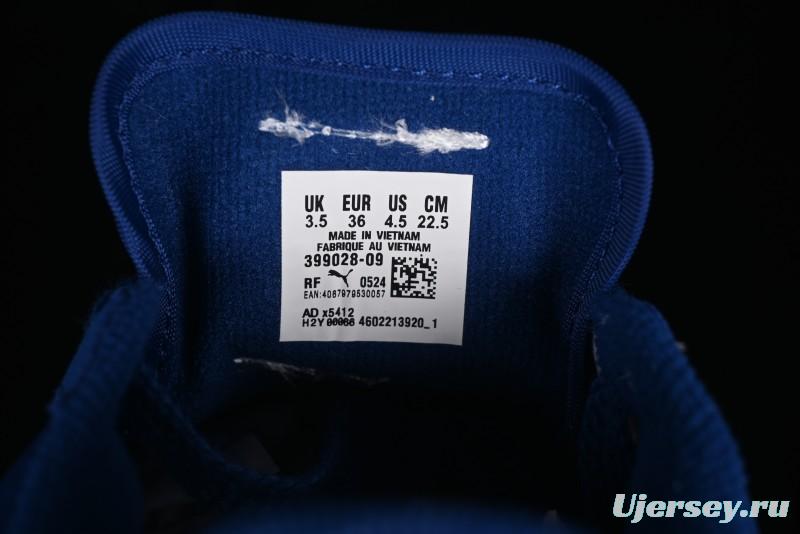 UK EUR US CM
3.5 36 4.5 22.5
MADE IN VIETNAM
FABRIQUE AU VIETNAM
399028-09
RF 0524
EAN:4067979530057
AD x5412
H2Y 4602213920_1
Ujersey.ru